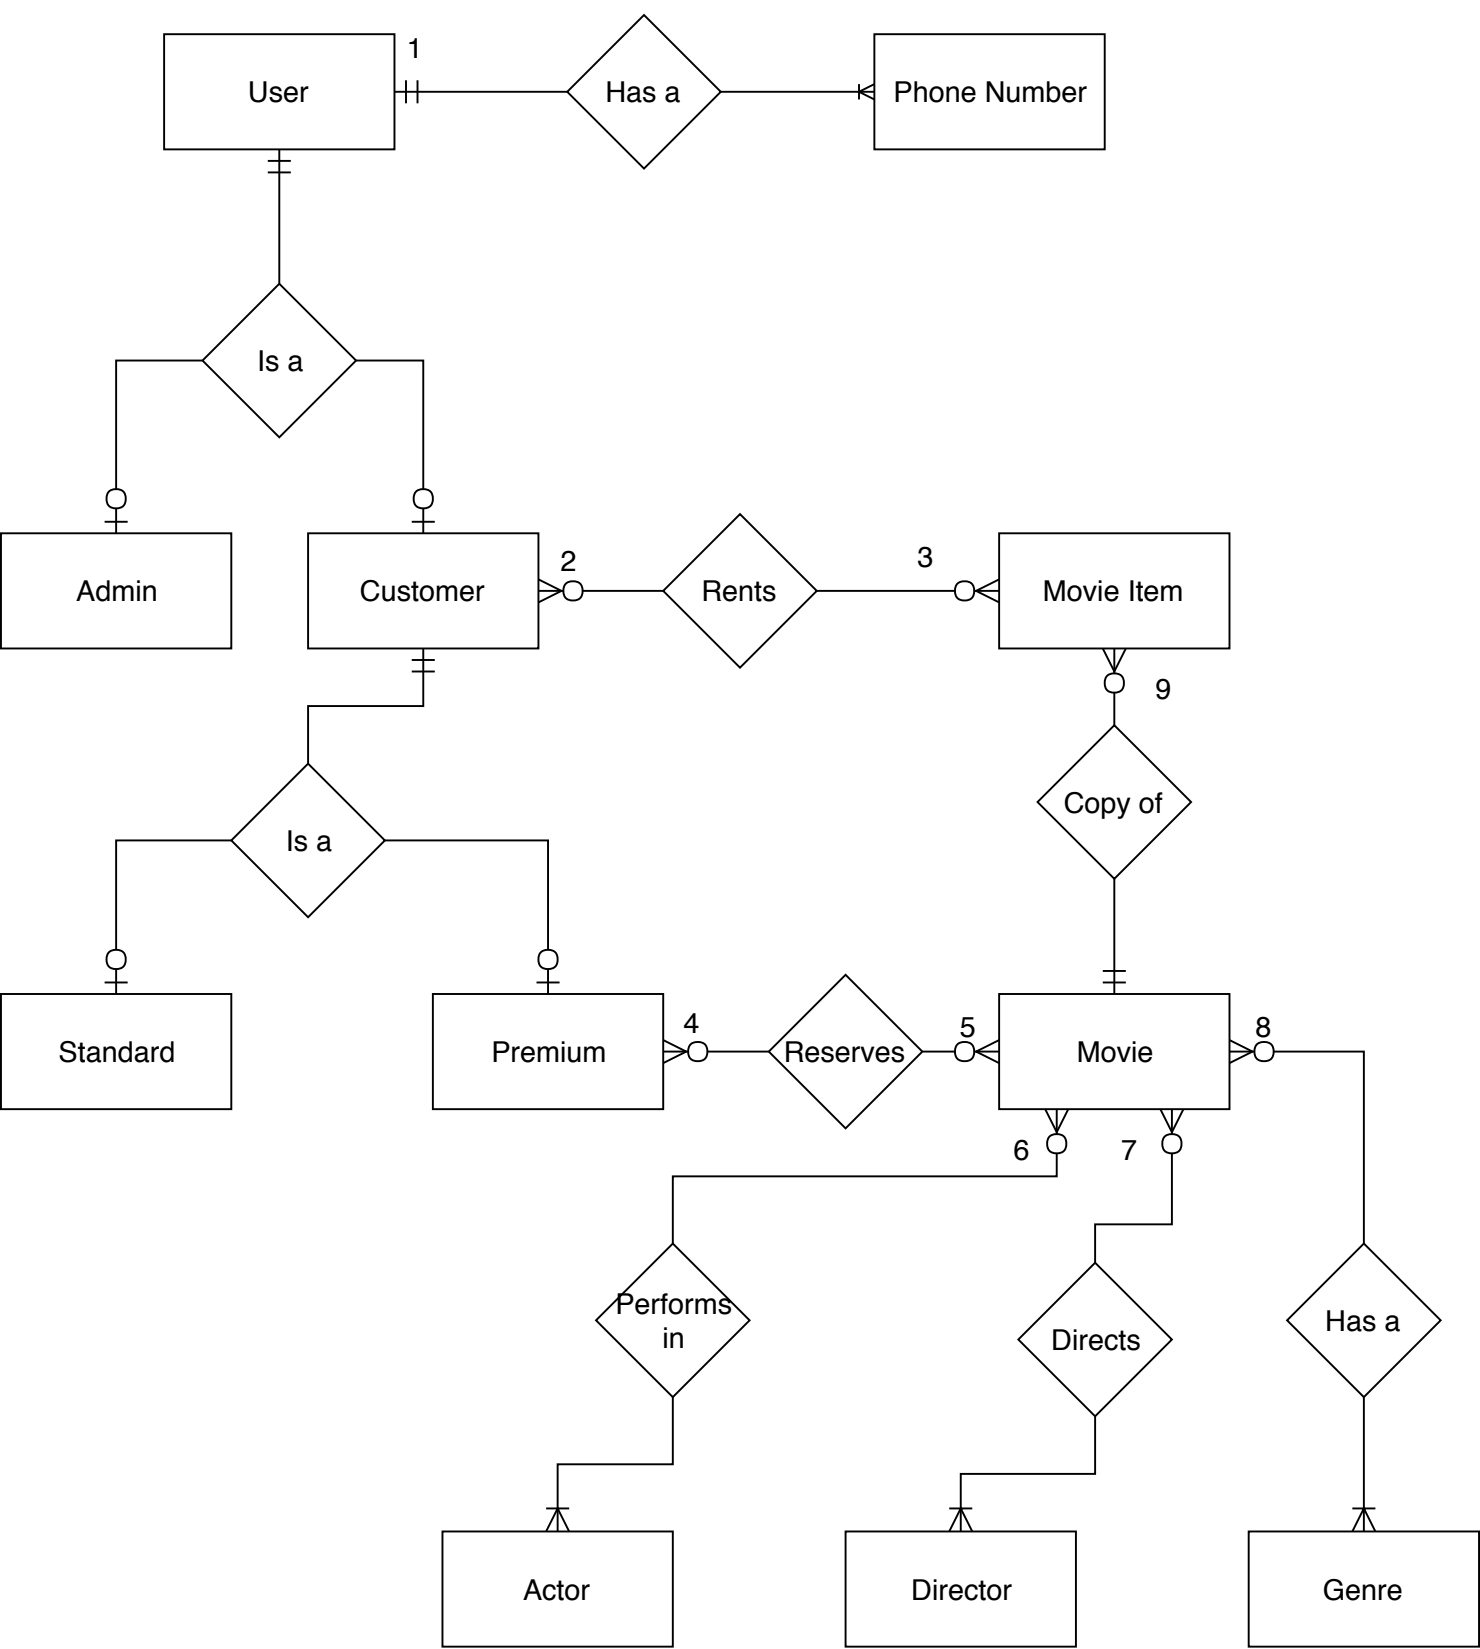 1
User
Has a
Phone Number
Is a
Admin
Customer
2
Rents
3
Movie Item
9
Copy of
Is a
Standard
Premium
4
Reserves
5
Movie
8
6
7
Performs
in
Directs
Has a
Actor
Director
Genre